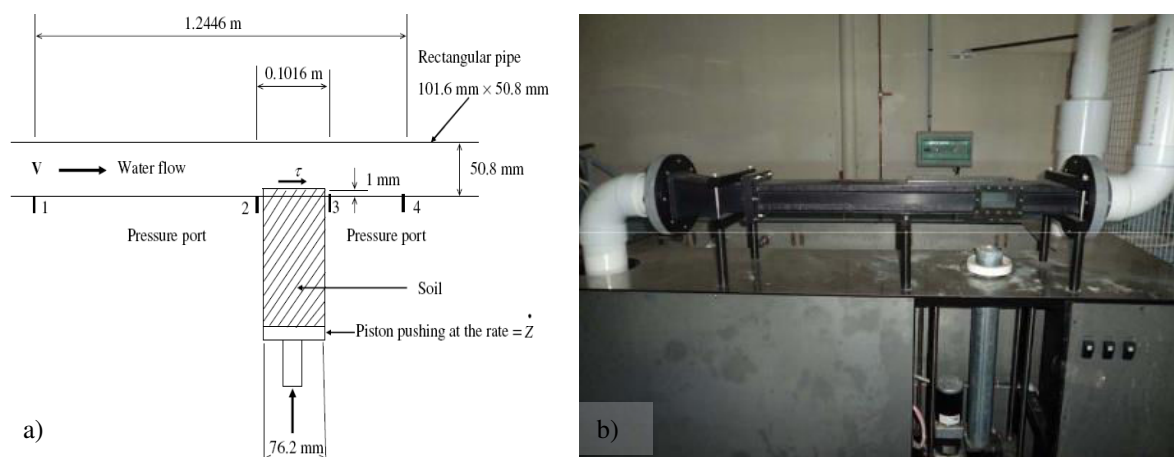 1.2446 m
Rectangular pipe
0.1016 m
101.6 mm × 50.8 mm
τ
V
Water flow
1 mm
50.8 mm
1
2
3
4
Pressure port
Pressure port
Soil
Piston pushing at the rate = Ż
a)
76.2 mm
b)